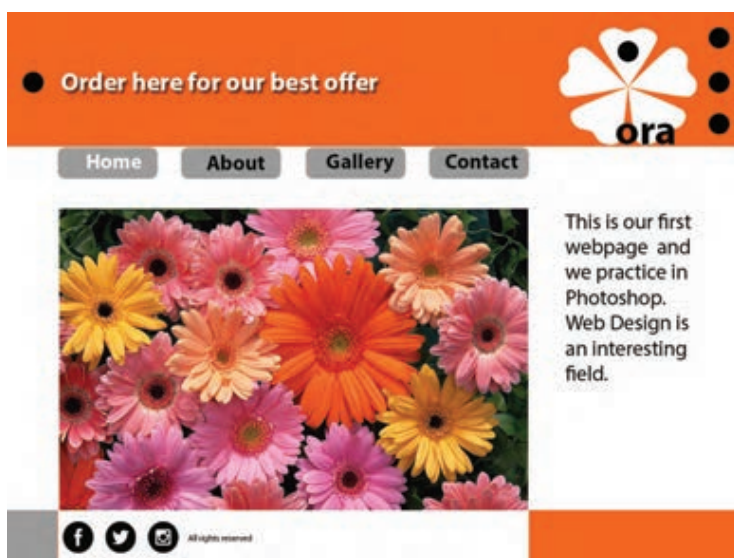 Order here for our best offer
ora
Home About Gallery Contact
This is our first
webpage and
we practice in
Photoshop.
Web Design is
an interesting
field.
All rights reserved